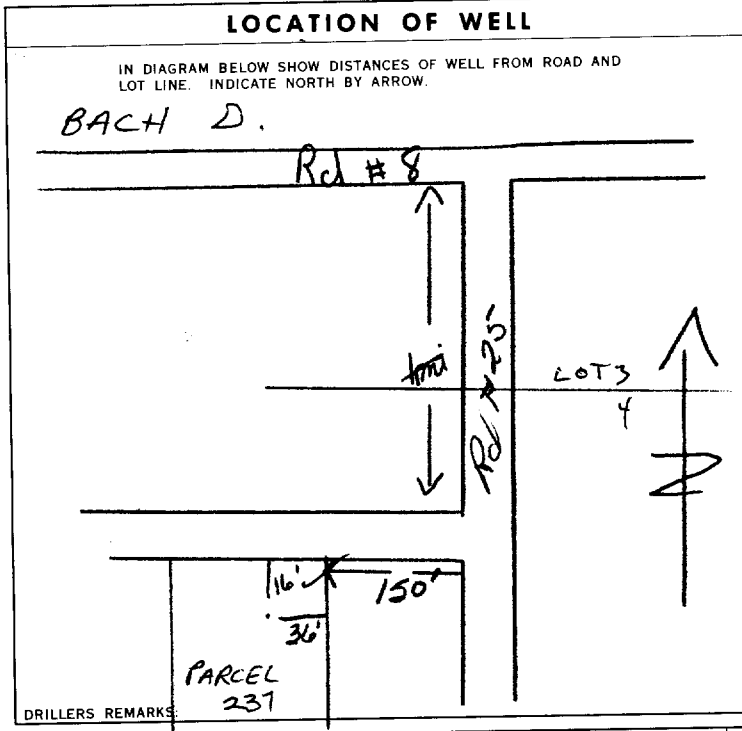 LOCATION OF WELL
IN DIAGRAM BELOW SHOW DISTANCES OF WELL FROM ROAD AND
LOT LINE. INDICATE NORTH BY ARROW.
BACH D.
Rd # 8
Rd # 25
LOT 3
4
N
16'
150'
36'
PARCEL
237
DRILLERS REMARKS: